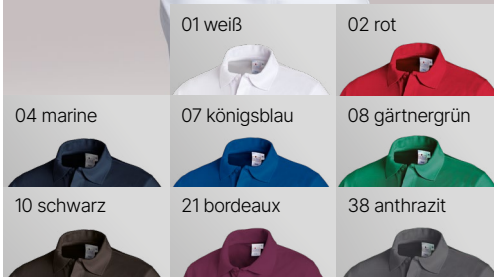 01 weiß
02 rot
04 marine
07 königsblau
08 gärtnergrün
10 schwarz
21 bordeaux
38 anthrazit